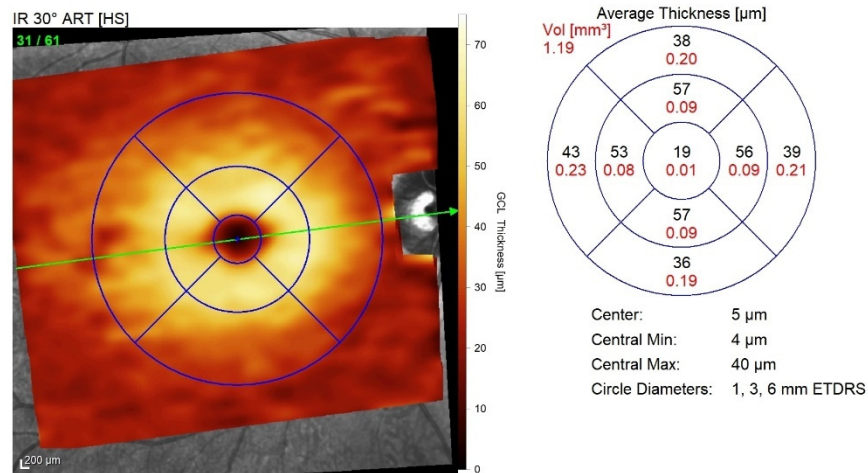 IR 30° ART [HS]
31 / 61
200 µm
70
60
50
40
30
20
10
0
GCL Thickness [µm]
Average Thickness [µm]
Vol [mm³]
1.19
38
0.20
57
0.09
43
0.23
53
0.08
19
0.01
56
0.09
39
0.21
57
0.09
36
0.19
Center: 5 µm
Central Min: 4 µm
Central Max: 40 µm
Circle Diameters: 1, 3, 6 mm ETDRS